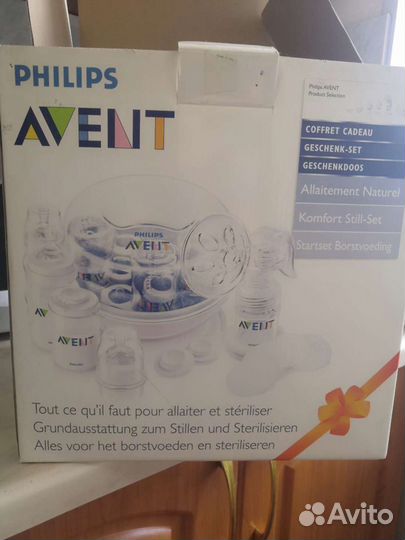 PHILIPS
AVENT
Philips AVENT
Product Selection
COFFRET CADEAU
GESCHENK-SET
GESCHENKDOOS
Allaitement Naturel
Komfort Still-Set
Startset Borstvoeding
PHILIPS
AVENT
AVENT
AVENT
Tout ce qu'il faut pour allaiter et stériliser
Grundausstattung zum Stillen und Sterilisieren
Alles voor het borstvoeden en steriliseren
Avito